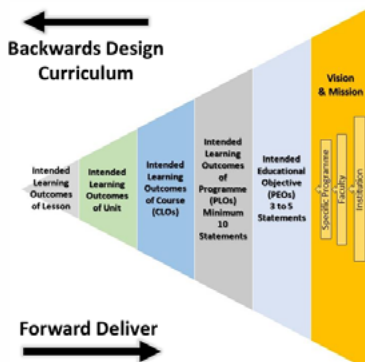 Backwards Design
Curriculum
Intended
Learning
Outcomes
of Lesson
Intended
Learning
Outcomes
of Unit
Intended
Learning
Outcomes
of Course
(CLOs)
Intended
Learning
Outcomes
of
Programme
(PLOs)
Minimum
10
Statements
Intended
Educational
Objective
(PEOs)
3 to 5
Statements
Vision
& Mission
Specific Programme
Faculty
Institution
Forward Deliver